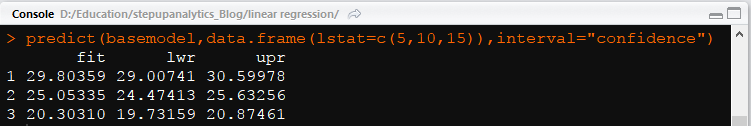 Console D:/Education/stepupanalytics_Blog/linear regression/
> predict(basemodel,data.frame(lstat=c(5,10,15)),interval="confidence")
fit lwr upr
1 29.80359 29.00741 30.59978
2 25.05335 24.47413 25.63256
3 20.30310 19.73159 20.87461